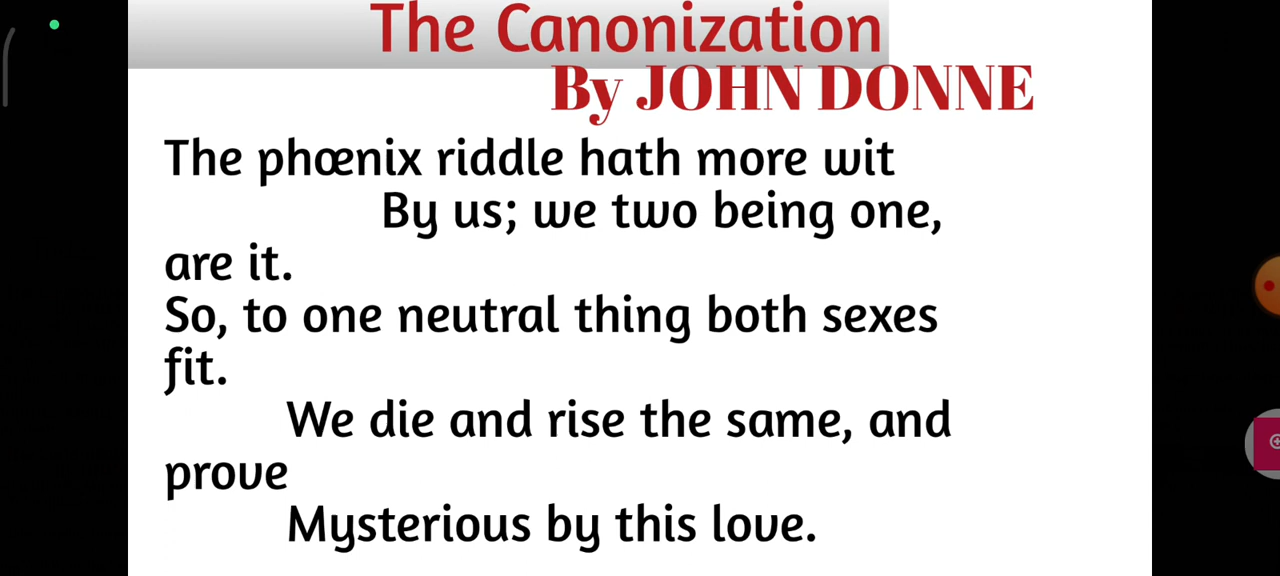 The Canonization
By JOHN DONNE
The phœnix riddle hath more wit
By us; we two being one,
are it.
So, to one neutral thing both sexes
fit.
We die and rise the same, and
prove
Mysterious by this love.